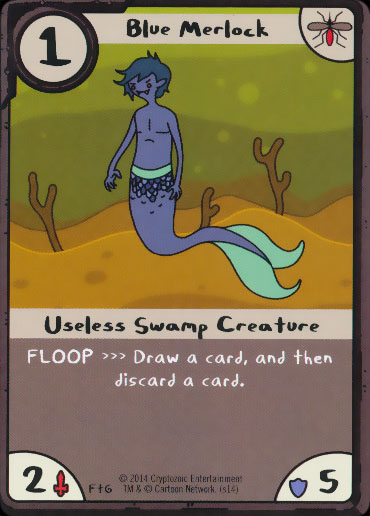 1
Blue Merlock
Useless Swamp Creature
FLOOP >>> Draw a card, and then
discard a card.
2
FtG
© 2014 Cryptozoic Entertainment
TM & © Cartoon Network. (s14)
5